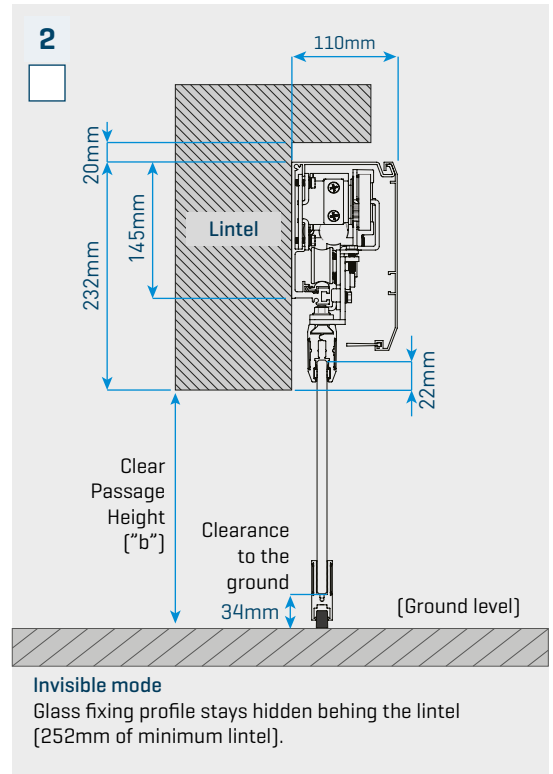 2
110mm
20mm
145mm
232mm
Lintel
22mm
Clear
Passage
Height
("b")
Clearance
to the
ground
34mm
(Ground level)
Invisible mode
Glass fixing profile stays hidden behing the lintel
(252mm of minimum lintel).